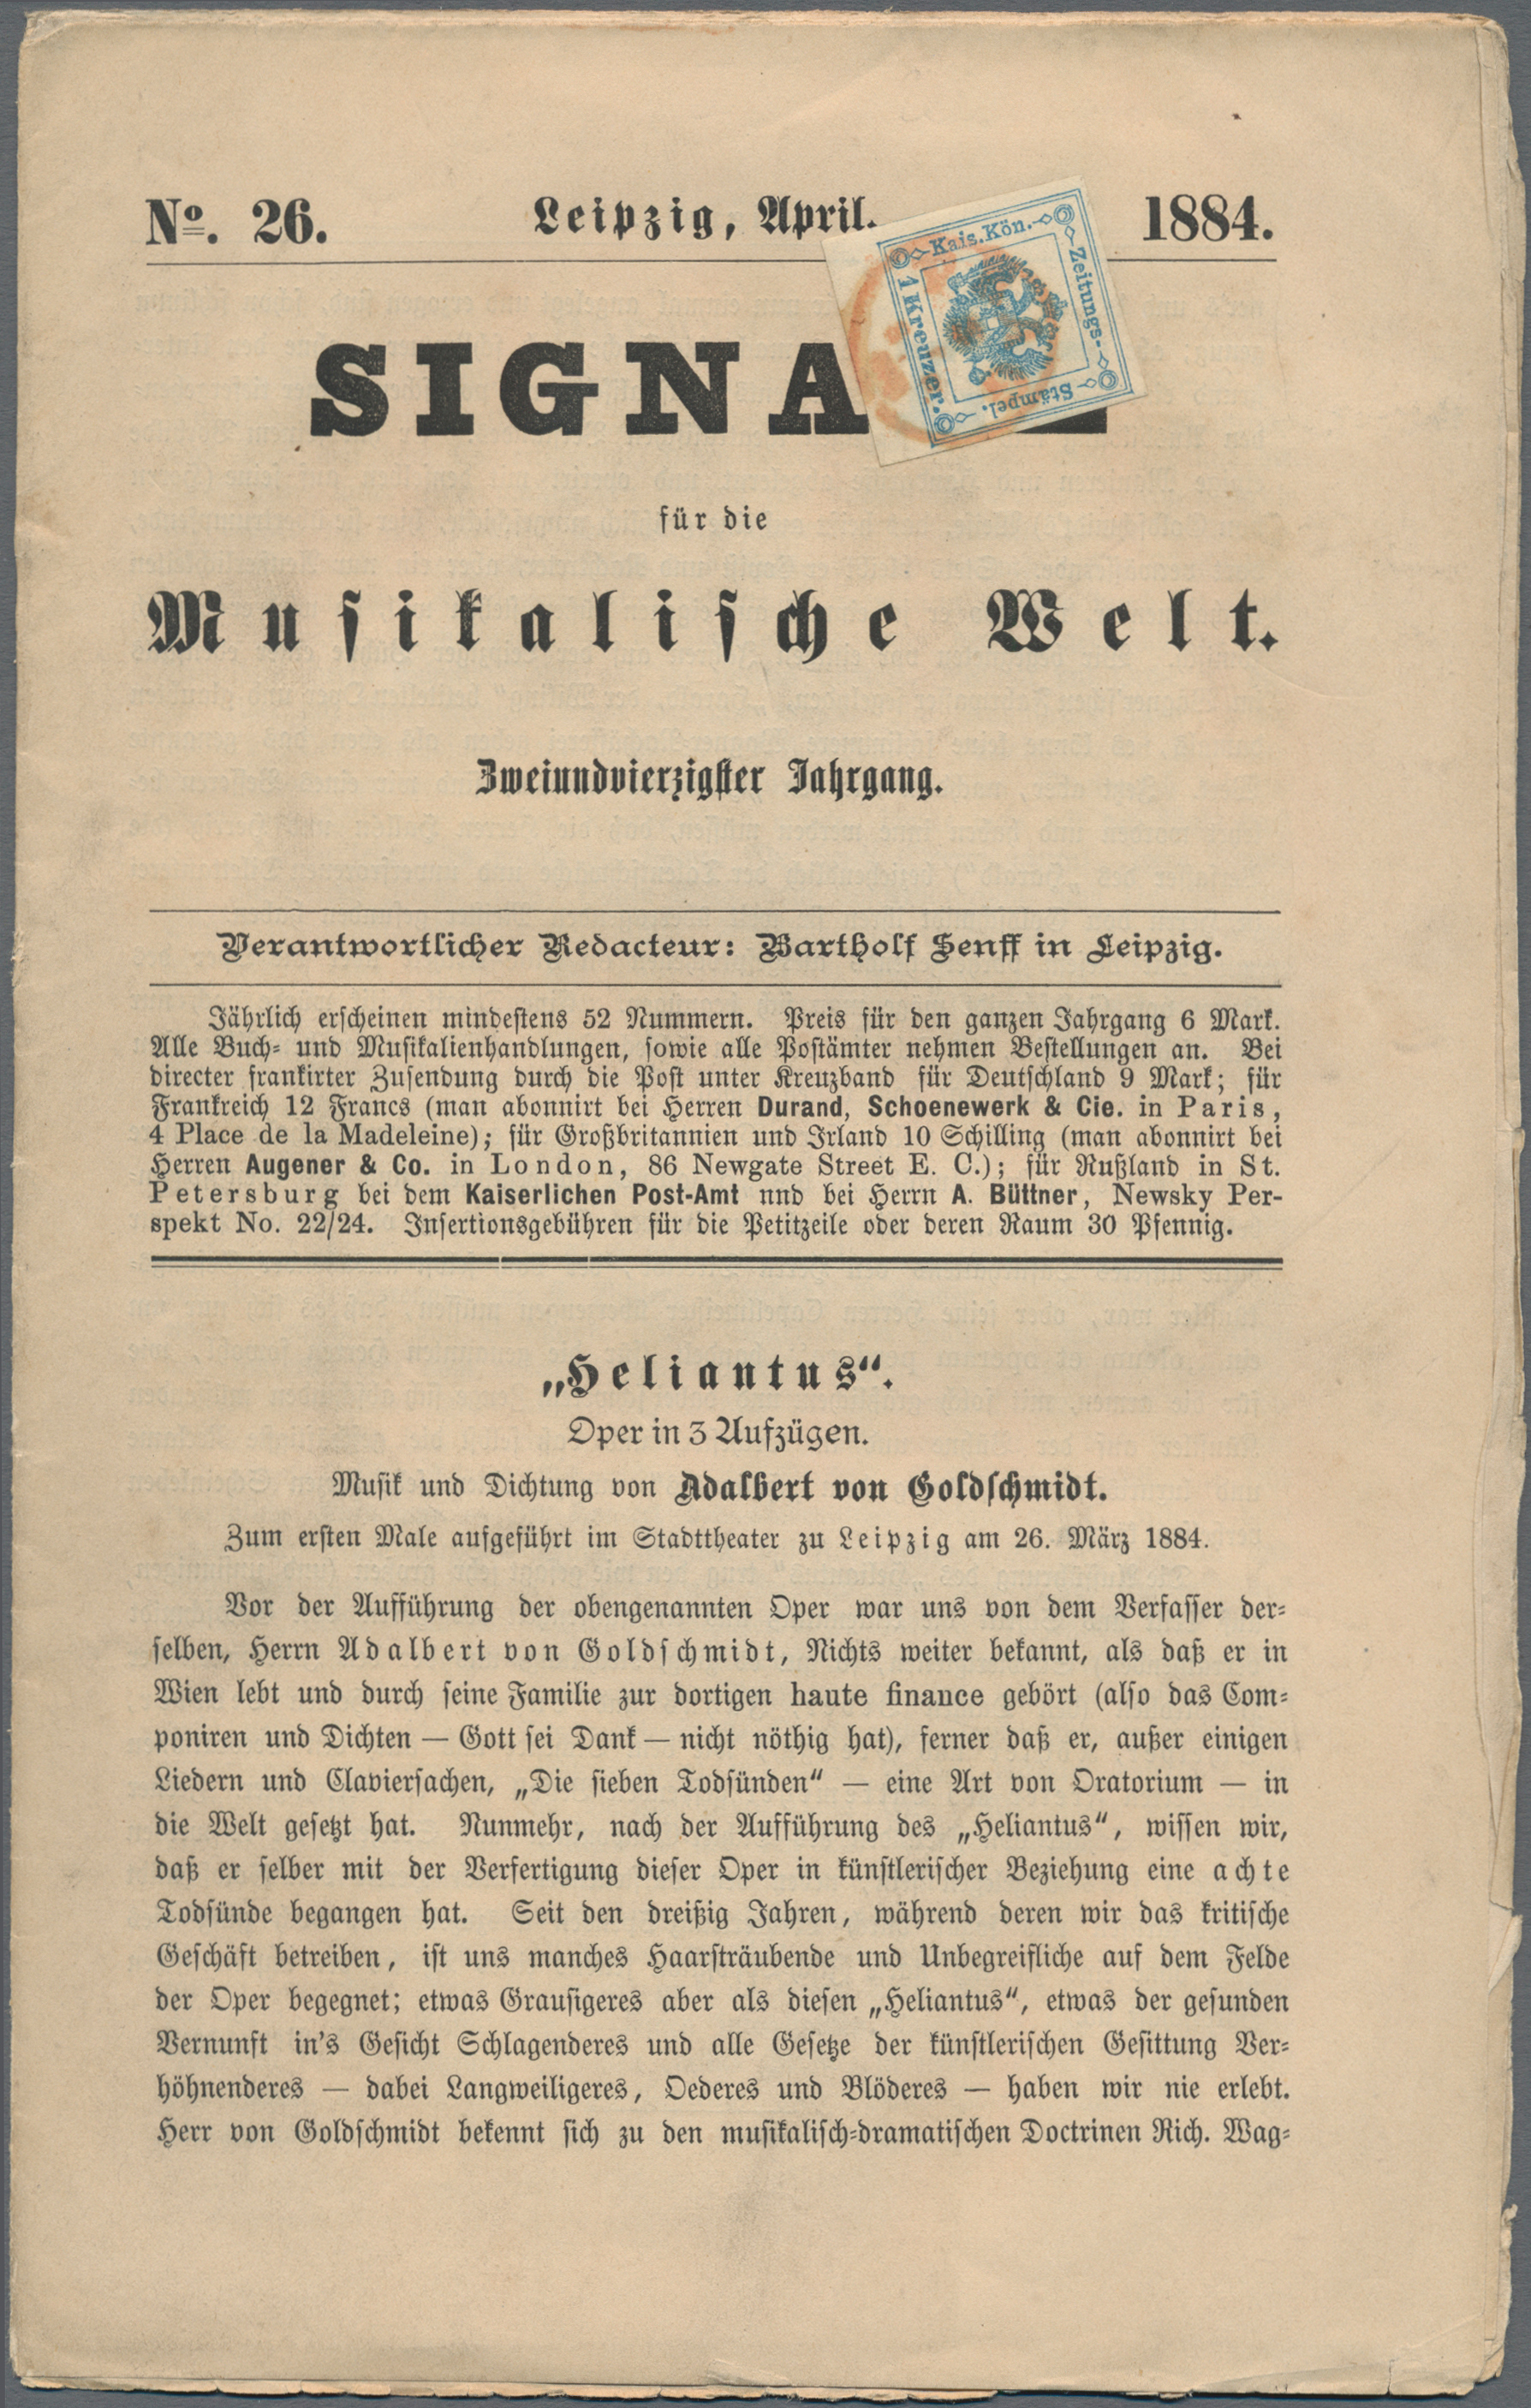 No. 26.
Leipzig, April.
1884.
Kais. Kön.
Zeitungs-
Stämpel.
1 Kreuzer.
SIGNA
für die
Musikalische Welt.
Zweiundvierzigster Jahrgang.
Verantwortlicher Redacteur: Bartholf Senff in Leipzig.
Jährlich erscheinen mindestens 52 Nummern. Preis für den ganzen Jahrgang 6 Mark.
Alle Buch- und Musikalienhandlungen, sowie alle Postämter nehmen Bestellungen an. Bei
directer frankirter Zusendung durch die Post unter Kreuzband für Deutschland 9 Mark; für
Frankreich 12 Francs (man abonnirt bei Herren Durand, Schoenewerk & Cie. in Paris,
4 Place de la Madeleine); für Großbritannien und Irland 10 Schilling (man abonnirt bei
Herren Augener & Co. in London, 86 Newgate Street E. C.); für Rußland in St.
Petersburg bei dem Kaiserlichen Post-Amt nnd bei Herrn A. Büttner, Newsky Per-
spekt No. 22/24. Insertionsgebühren für die Petitzeile oder deren Raum 30 Pfennig.
„Heliantus“.
Oper in 3 Aufzügen.
Musik und Dichtung von Adalbert von Goldschmidt.
Zum ersten Male aufgeführt im Stadttheater zu Leipzig am 26. März 1884.
Vor der Aufführung der obengenannten Oper war uns von dem Verfasser der-
selben, Herrn Adalbert von Goldschmidt, Nichts weiter bekannt, als daß er in
Wien lebt und durch seine Familie zur dortigen haute finance gehört (also das Com-
poniren und Dichten — Gott sei Dank — nicht nöthig hat), ferner daß er, außer einigen
Liedern und Claviersachen, „Die sieben Todsünden“ — eine Art von Oratorium — in
die Welt gesetzt hat. Nunmehr, nach der Aufführung des „Heliantus“, wissen wir,
daß er selber mit der Verfertigung dieser Oper in künstlerischer Beziehung eine achte
Todsünde begangen hat. Seit den dreißig Jahren, während deren wir das kritische
Geschäft betreiben, ist uns manches Haarsträubende und Unbegreifliche auf dem Felde
der Oper begegnet; etwas Grausigeres aber als diesen „Heliantus“, etwas der gesunden
Vernunft in's Gesicht Schlagenderes und alle Gesetze der künstlerischen Gesittung Ver-
höhnenderes — dabei Langweiligeres, Oederes und Blöderes — haben wir nie erlebt.
Herr von Goldschmidt bekennt sich zu den musikalisch-dramatischen Doctrinen Rich. Wag-